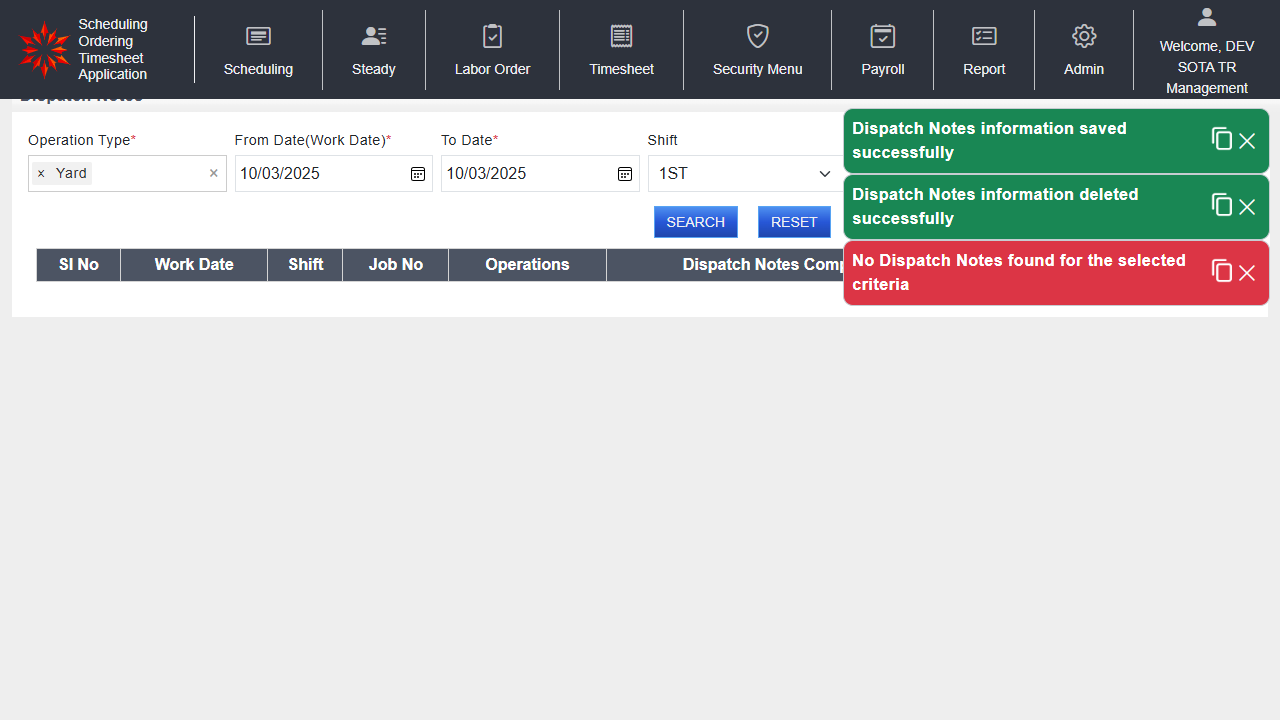 Scheduling
Ordering
Timesheet
Application
Scheduling
Steady
Labor Order
Timesheet
Security Menu
Payroll
Report
Admin
Welcome, DEV
SOTA TR
Management
Dispatch Notes
Operation Type*
From Date(Work Date)*
To Date*
Shift
× Yard ×
10/03/2025
10/03/2025
1ST
SEARCH
RESET
Sl No
Work Date
Shift
Job No
Operations
Dispatch Notes Comp
Dispatch Notes information saved
successfully
Dispatch Notes information deleted
successfully
No Dispatch Notes found for the selected
criteria